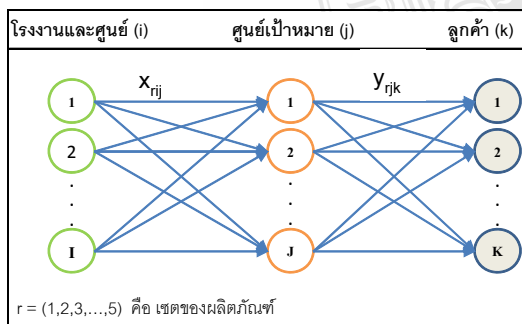 โรงงานและศูนย์ (i) ศูนย์เป้าหมาย (j) ลูกค้า (k)
x_rij y_rjk
1 1 1
2 2 2
. . .
. . .
. . .
I J K
r = (1,2,3,...,5) คือ เซตของผลิตภัณฑ์